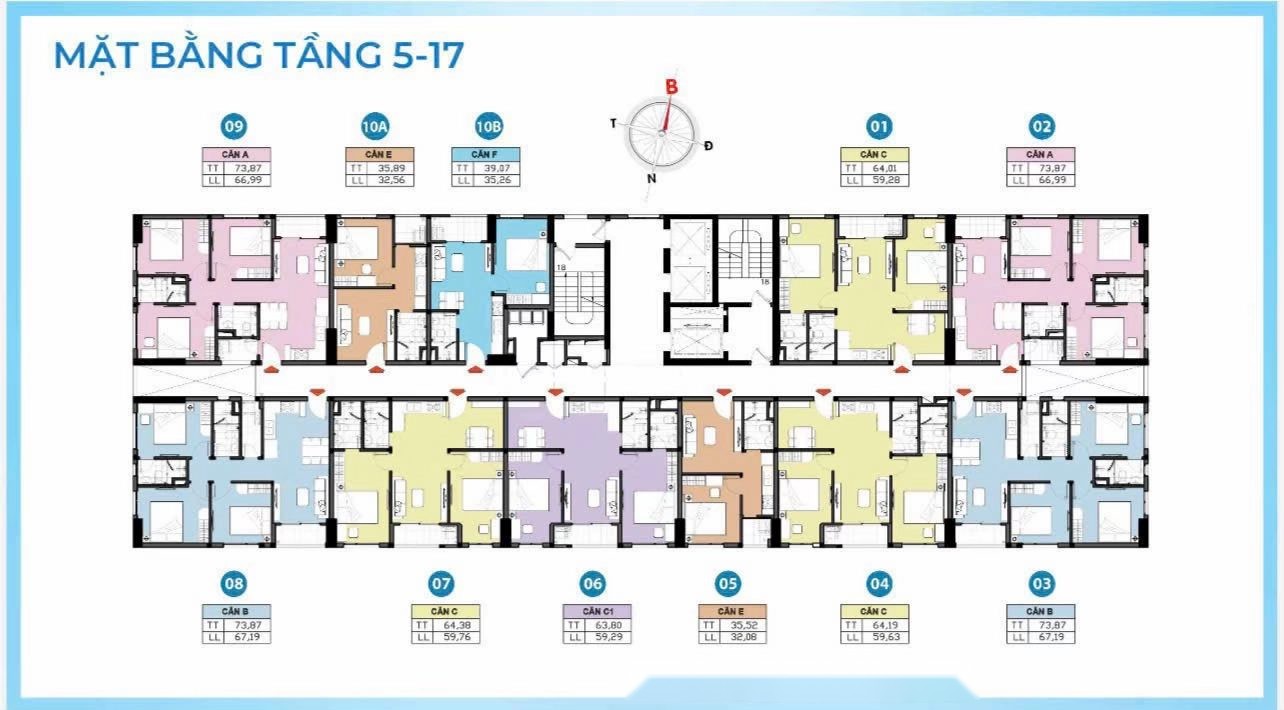 MẶT BẰNG TẦNG 5-17
B
T
Đ
N
09
CĂN A
TT 73,87
LL 66,99
10A
CĂN E
TT 35,89
LL 32,56
10B
CĂN F
TT 39,07
LL 35,26
01
CĂN C
TT 64,01
LL 59,28
02
CĂN A
TT 73,87
LL 66,99
18
18
08
CĂN B
TT 73,87
LL 67,19
07
CĂN C
TT 64,38
LL 59,76
06
CĂN C1
TT 63,80
LL 59,29
05
CĂN E
TT 35,52
LL 32,08
04
CĂN C
TT 64,19
LL 59,63
03
CĂN B
TT 73,87
LL 67,19